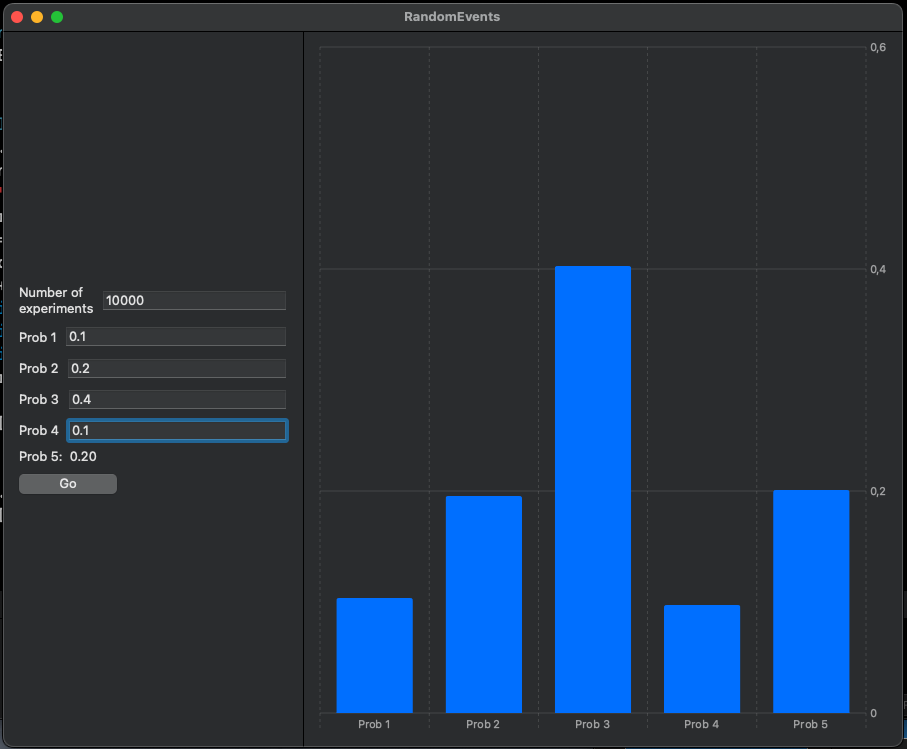 RandomEvents
Number of
experiments 10000
Prob 1 0.1
Prob 2 0.2
Prob 3 0.4
Prob 4 0.1
Prob 5: 0.20
Go
0,6
0,4
0,2
0
Prob 1 Prob 2 Prob 3 Prob 4 Prob 5